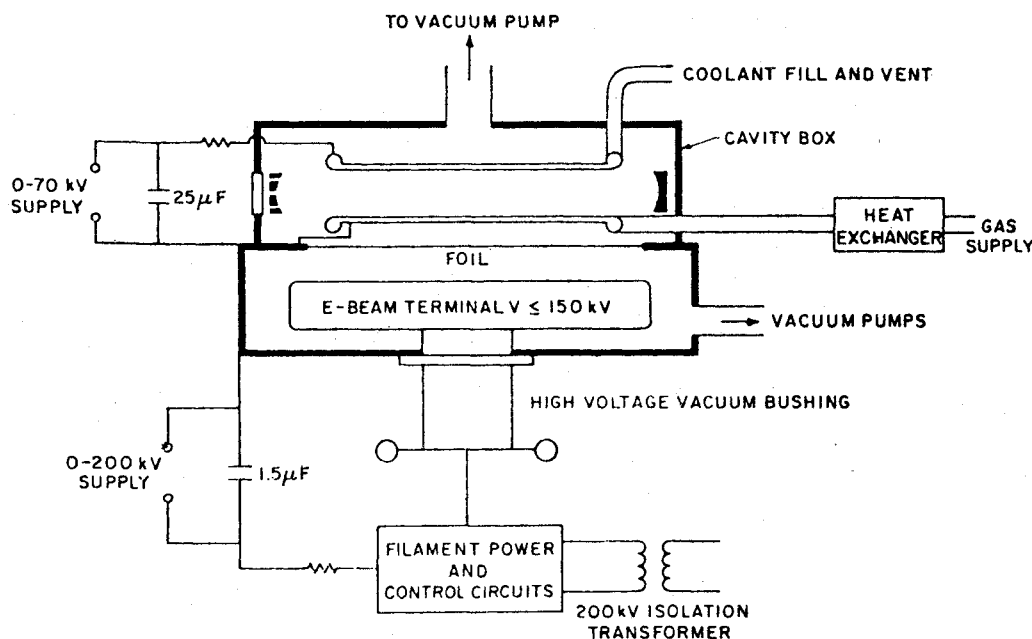 TO VACUUM PUMP
COOLANT FILL AND VENT
CAVITY BOX
0-70 kV
SUPPLY
25μF
HEAT
EXCHANGER
GAS
SUPPLY
FOIL
E-BEAM TERMINAL V ≤ 150 kV
VACUUM PUMPS
HIGH VOLTAGE VACUUM BUSHING
0-200 kV
SUPPLY
1.5μF
FILAMENT POWER
AND
CONTROL CIRCUITS
200 kV ISOLATION
TRANSFORMER